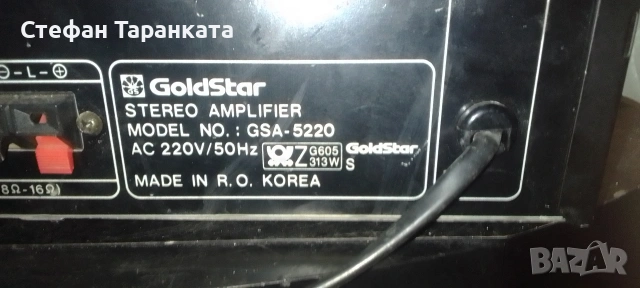 Стефан Таранката
⊖-L-⊕
GoldStar
STEREO AMPLIFIER
MODEL NO.: GSA-5220
AC 220V/50Hz Z G605 313W GoldStar S
MADE IN R.O. KOREA
8Ω-16Ω)
BAZAR